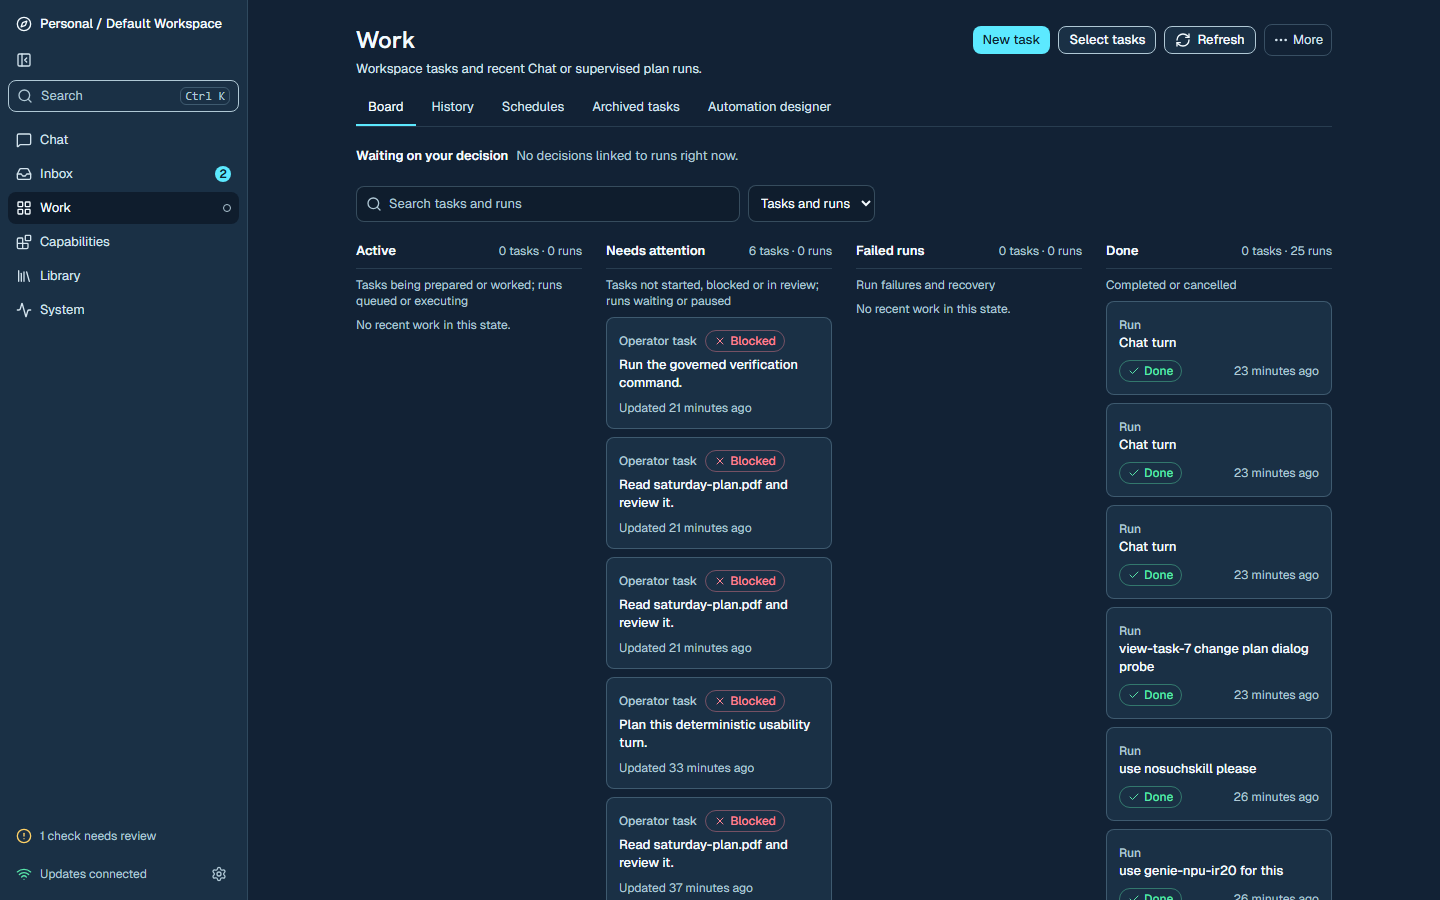 Personal / Default Workspace
Search
Ctrl K
Chat
Inbox
2
Work
Capabilities
Library
System
1 check needs review
Updates connected
Work
Workspace tasks and recent Chat or supervised plan runs.
New task
Select tasks
Refresh
More
Board
History
Schedules
Archived tasks
Automation designer
Waiting on your decision No decisions linked to runs right now.
Search tasks and runs
Tasks and runs
Active
0 tasks · 0 runs
Tasks being prepared or worked; runs
queued or executing
No recent work in this state.
Needs attention
6 tasks · 0 runs
Tasks not started, blocked or in review;
runs waiting or paused
Operator task
Blocked
Run the governed verification
command.
Updated 21 minutes ago
Operator task
Blocked
Read saturday-plan.pdf and
review it.
Updated 21 minutes ago
Operator task
Blocked
Read saturday-plan.pdf and
review it.
Updated 21 minutes ago
Operator task
Blocked
Plan this deterministic usability
turn.
Updated 33 minutes ago
Operator task
Blocked
Read saturday-plan.pdf and
review it.
Updated 37 minutes ago
Failed runs
0 tasks · 0 runs
Run failures and recovery
No recent work in this state.
Done
0 tasks · 25 runs
Completed or cancelled
Run
Chat turn
Done
23 minutes ago
Run
Chat turn
Done
23 minutes ago
Run
Chat turn
Done
23 minutes ago
Run
view-task-7 change plan dialog
probe
Done
23 minutes ago
Run
use nosuchskill please
Done
26 minutes ago
Run
use genie-npu-ir20 for this
Done
26 minutes ago